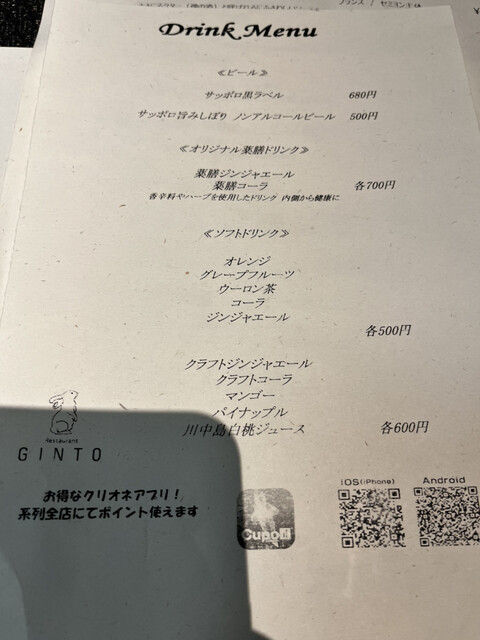 Drink Menu
≪ビール≫
サッポロ黒ラベル 680円
サッポロ旨みしぼり ノンアルコールビール 500円
≪オリジナル薬膳ドリンク≫
薬膳ジンジャエール
薬膳コーラ 各700円
香辛料やハーブを使用したドリング 内側から健康に
≪ソフトドリンク≫
オレンジ
グレープフルーツ
ウーロン茶
コーラ
ジンジャエール
各500円
クラフトジンジャエール
クラフトコーラ
マンゴー
パイナップル
川中島白桃ジュース 各600円
Restaurant
GINTO
お得なクリオネアプリ！
系列全店にてポイント使えます
Cupo!!
iOS(iPhone)
Android